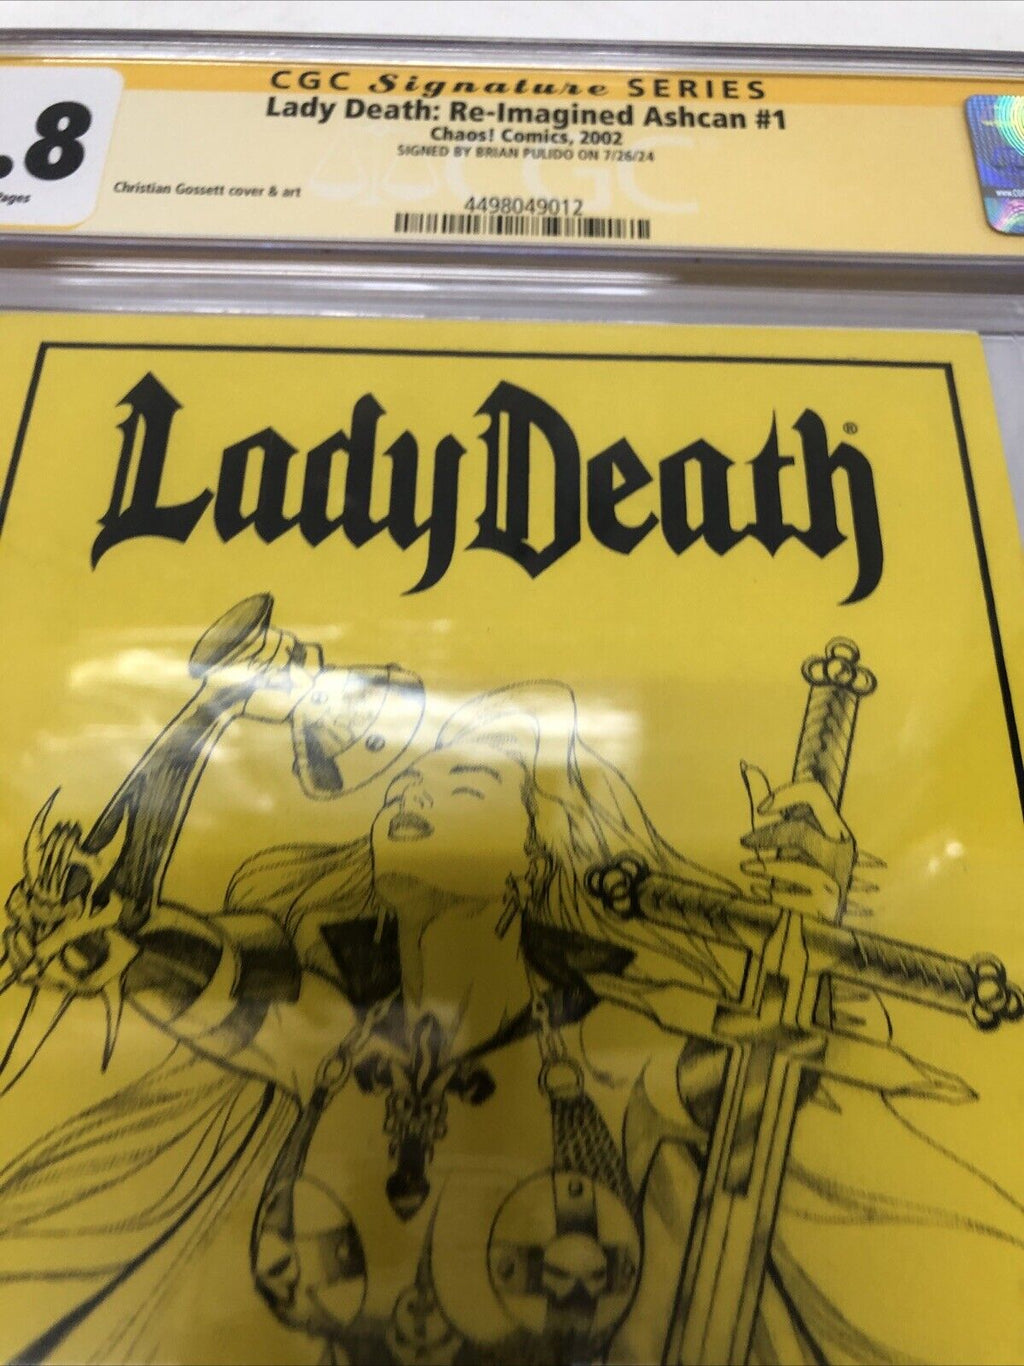 CGC Signature SERIES
Lady Death: Re-Imagined Ashcan #1
Chaos! Comics, 2002
SIGNED BY BRIAN PULIDO ON 7/26/24
.8
Pages
Christian Gossett cover & art
4498049012
CGC
Lady Death®